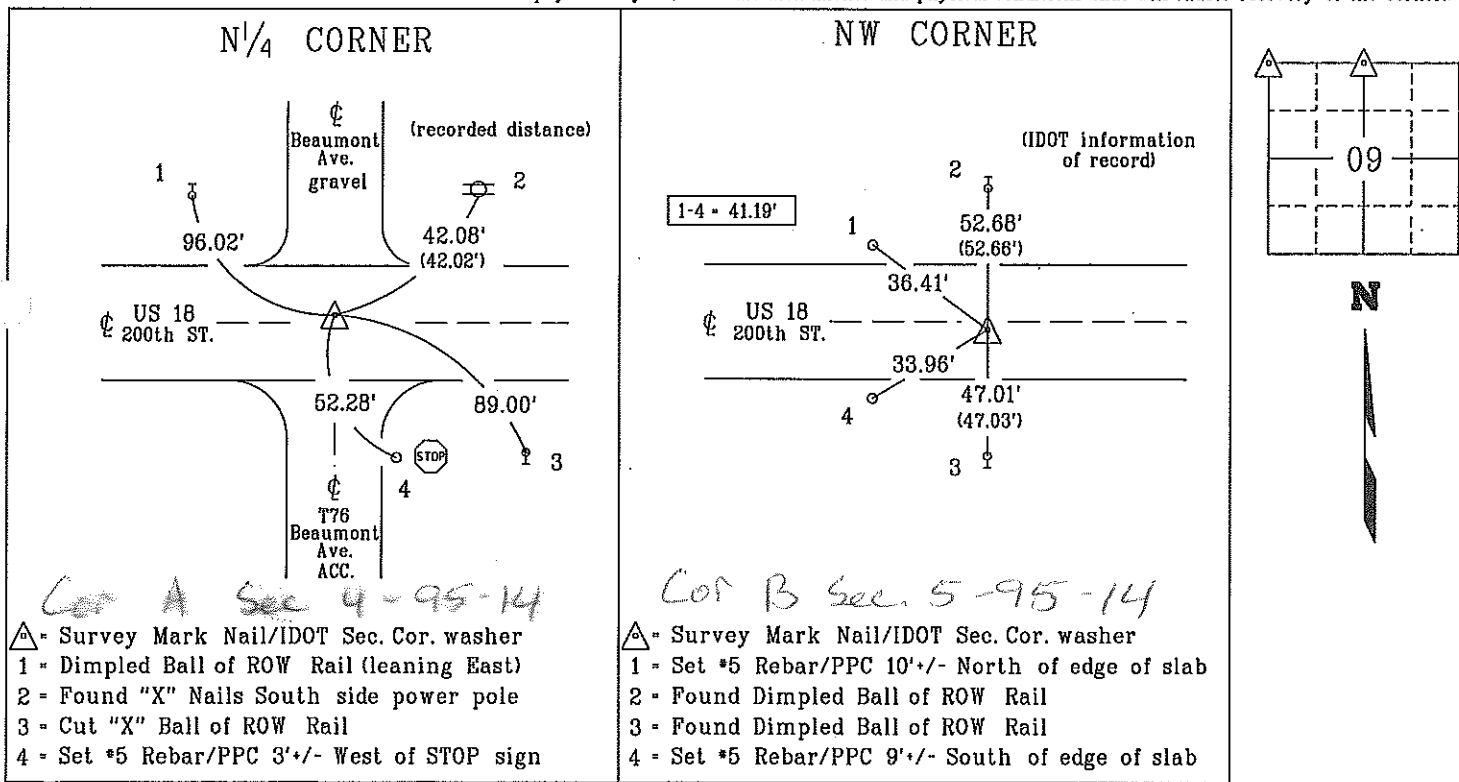 N1/4 CORNER
℄
Beaumont
Ave.
gravel
(recorded distance)
1
2
96.02'
42.08'
(42.02')
℄ US 18
200th ST.
52.28'
89.00'
STOP
3
4
℄
T76
Beaumont
Ave.
ACC.
Cor A Sec 4-95-14
= Survey Mark Nail/IDOT Sec. Cor. washer
1 = Dimpled Ball of ROW Rail (leaning East)
2 = Found "X" Nails South side power pole
3 = Cut "X" Ball of ROW Rail
4 = Set #5 Rebar/PPC 3'+/- West of STOP sign
NW CORNER
(IDOT information
of record)
2
1-4 = 41.19'
1
52.68'
(52.66')
36.41'
℄ US 18
200th ST.
33.96'
4
47.01'
(47.03')
3
Cor B Sec. 5-95-14
= Survey Mark Nail/IDOT Sec. Cor. washer
1 = Set #5 Rebar/PPC 10'+/- North of edge of slab
2 = Found Dimpled Ball of ROW Rail
3 = Found Dimpled Ball of ROW Rail
4 = Set #5 Rebar/PPC 9'+/- South of edge of slab
09
N